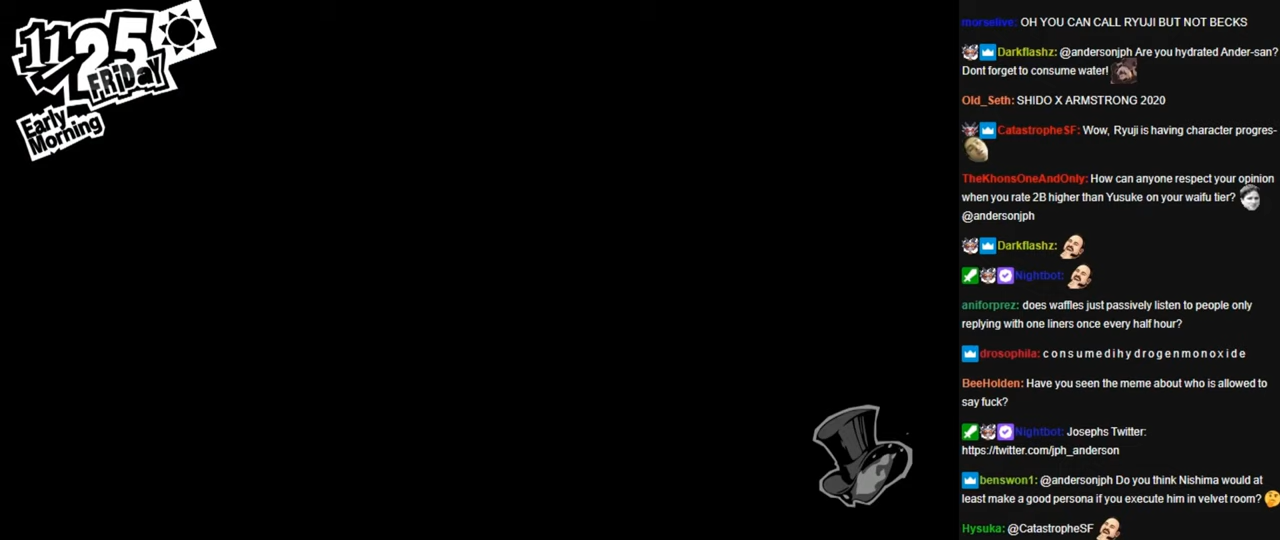 11/25
FRiDaY
Early
Morning
morselive: OH YOU CAN CALL RYUJI BUT NOT BECKS
Darkflashz: @andersonjph Are you hydrated Ander-san?
Dont forget to consume water!
Old_Seth: SHIDO X ARMSTRONG 2020
CatastropheSF: Wow, Ryuji is having character progres-
TheKhonsOneAndOnly: How can anyone respect your opinion
when you rate 2B higher than Yusuke on your waifu tier?
@andersonjph
Darkflashz:
Nightbot:
aniforprez: does waffles just passively listen to people only
replying with one liners once every half hour?
drosophila: c o n s u m e d i h y d r o g e n m o n o x i d e
BeeHolden: Have you seen the meme about who is allowed to
say fuck?
Nightbot: Josephs Twitter:
https://twitter.com/jph_anderson
benswon1: @andersonjph Do you think Nishima would at
least make a good persona if you execute him in velvet room?
Hysuka: @CatastropheSF